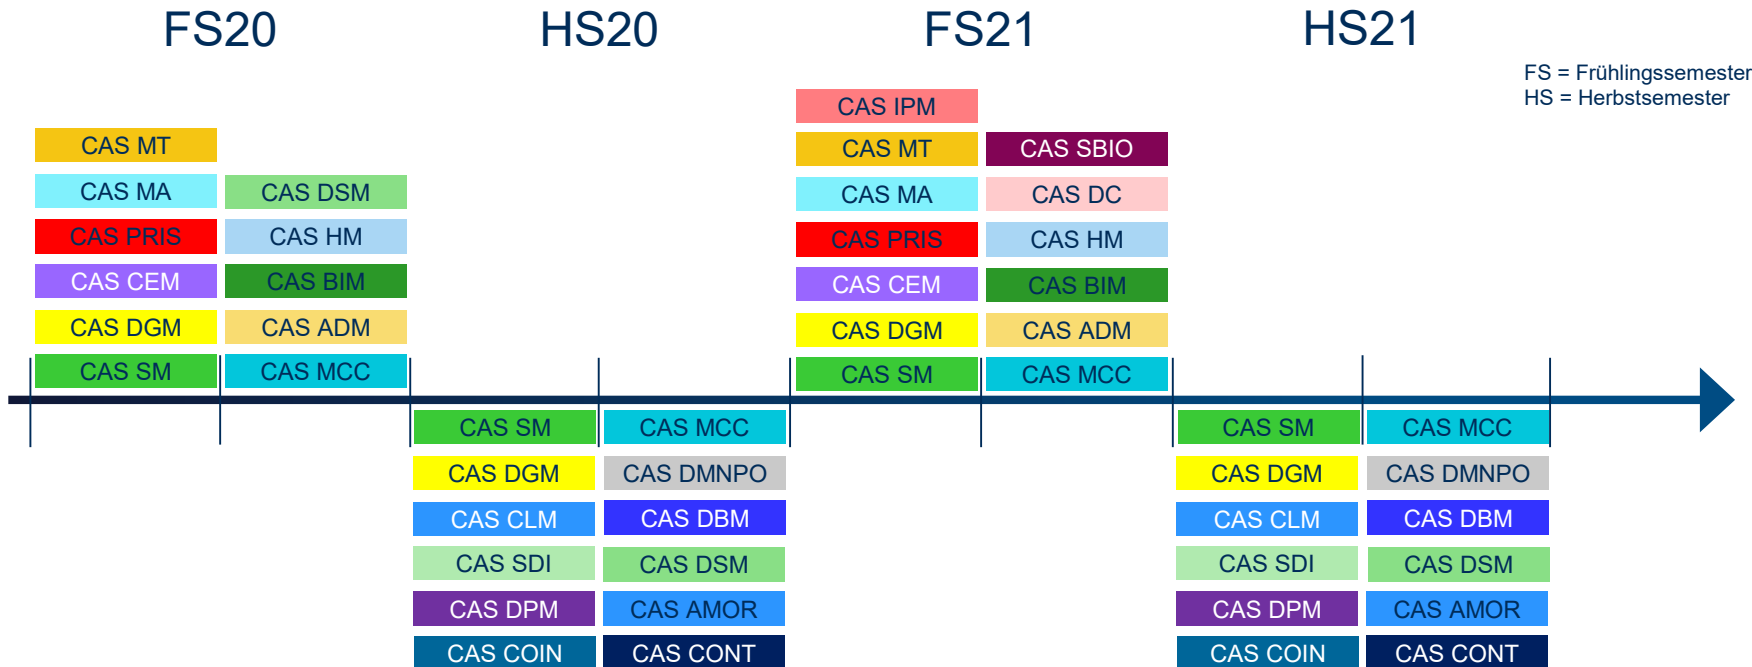 FS20
HS20
FS21
HS21
FS = Frühlingssemester
HS = Herbstsemester
CAS MT
CAS MA
CAS PRIS
CAS CEM
CAS DGM
CAS SM
CAS DSM
CAS HM
CAS BIM
CAS ADM
CAS MCC
CAS SM
CAS DGM
CAS CLM
CAS SDI
CAS DPM
CAS COIN
CAS MCC
CAS DMNPO
CAS DBM
CAS DSM
CAS AMOR
CAS CONT
CAS IPM
CAS MT
CAS MA
CAS PRIS
CAS CEM
CAS DGM
CAS SM
CAS SBIO
CAS DC
CAS HM
CAS BIM
CAS ADM
CAS MCC
CAS SM
CAS DGM
CAS CLM
CAS SDI
CAS DPM
CAS COIN
CAS MCC
CAS DMNPO
CAS DBM
CAS DSM
CAS AMOR
CAS CONT